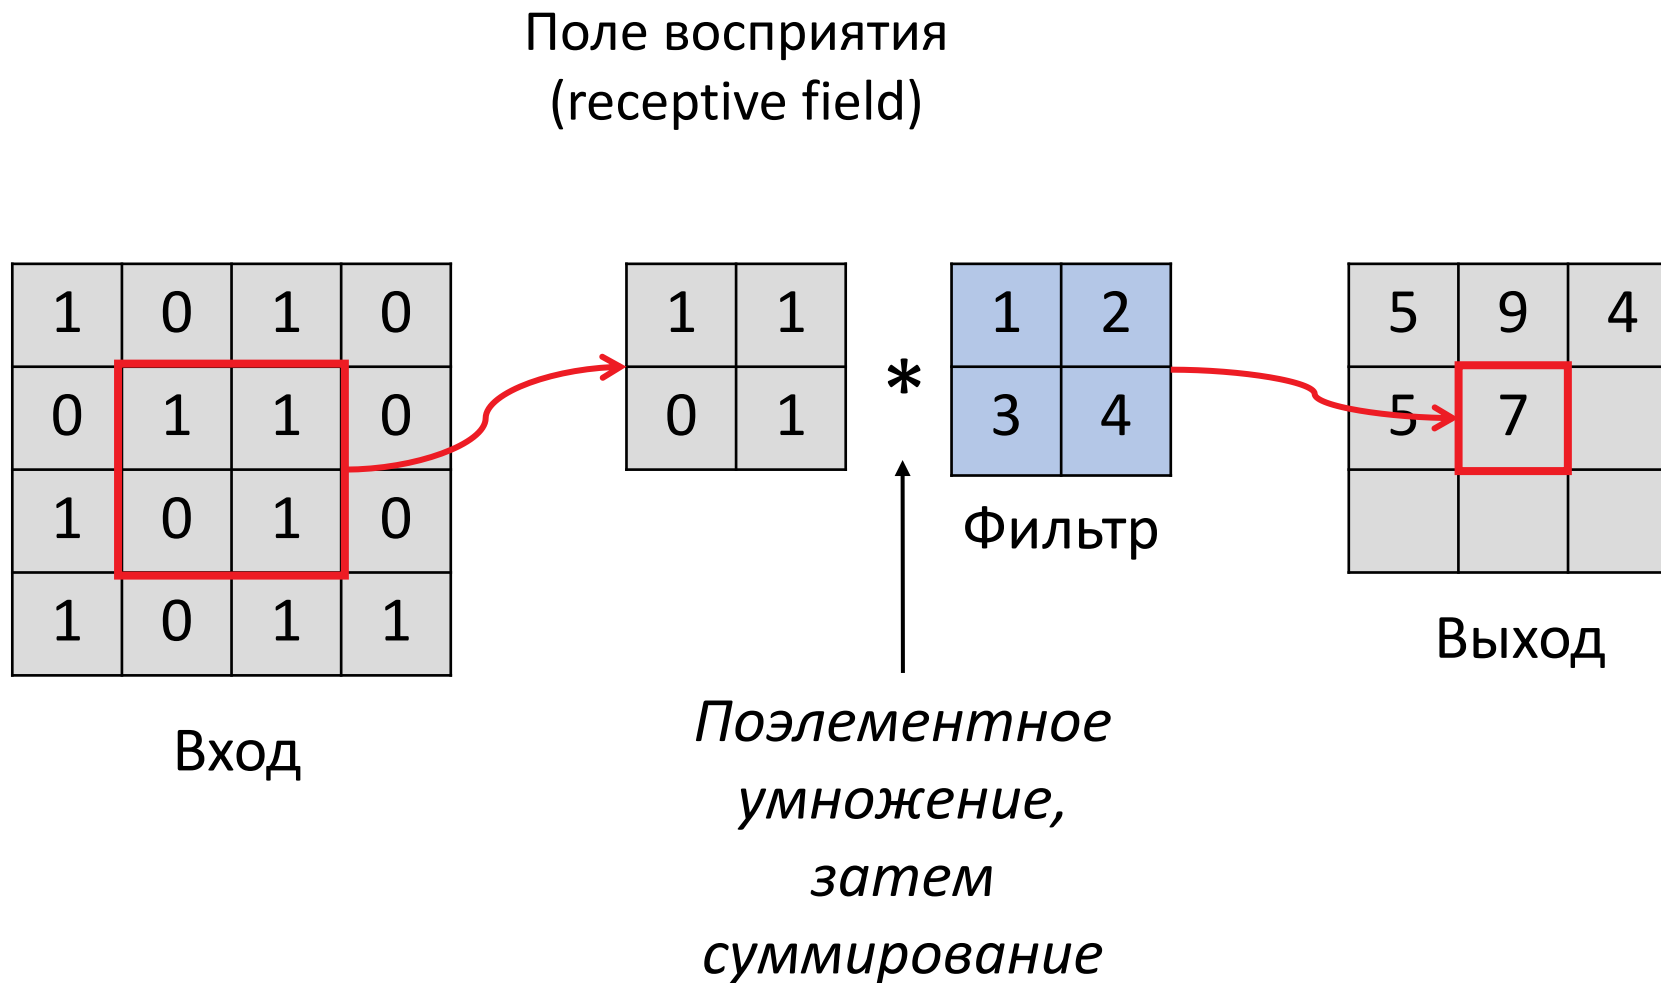 Поле восприятия
(receptive field)
1 0 1 0
0 1 1 0
1 0 1 0
1 0 1 1
Вход
1 1
0 1
*
1 2
3 4
Фильтр
5 9 4
5 7
Выход
Поэлементное
умножение,
затем
суммирование